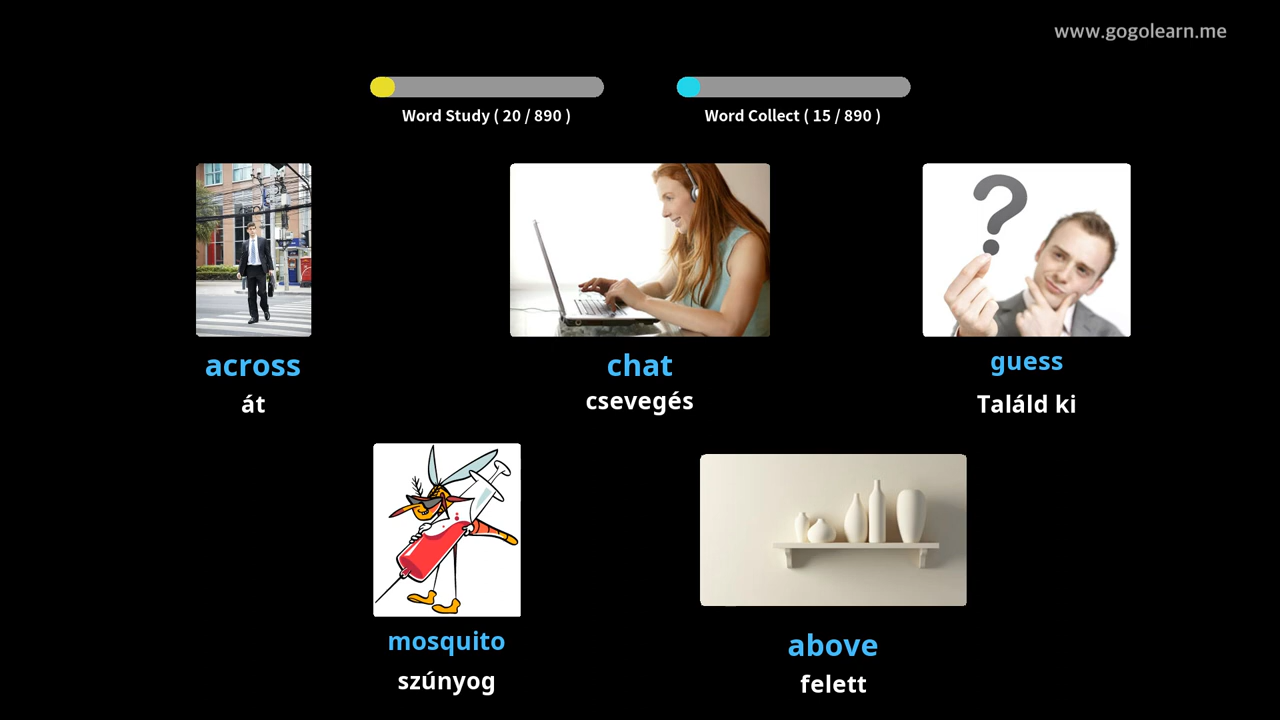 www.gogolearn.me
Word Study ( 20 / 890 )
Word Collect ( 15 / 890 )
across
át
chat
csevegés
guess
Találd ki
mosquito
szúnyog
above
felett